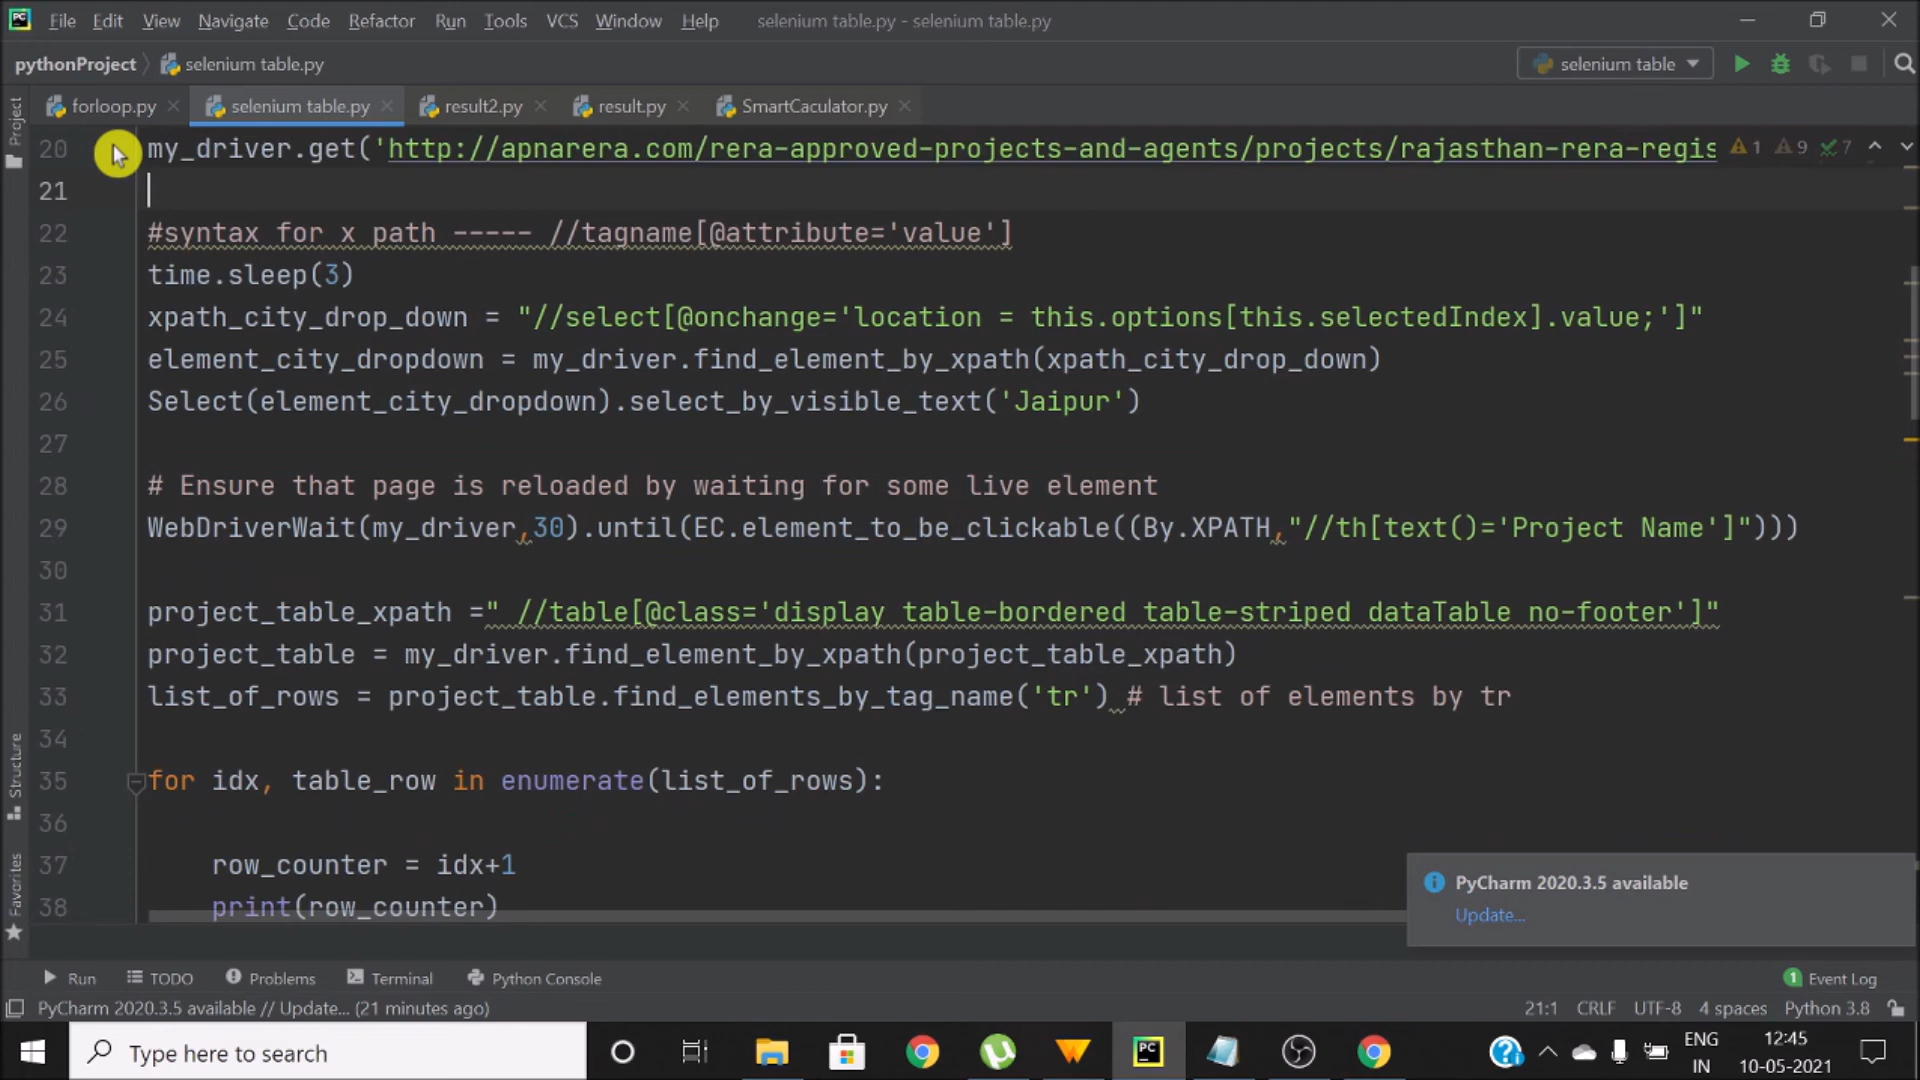 PC File Edit View Navigate Code Refactor Run Tools VCS Window Help selenium table.py - selenium table.py
pythonProject selenium table.py selenium table
forloop.py selenium table.py result2.py result.py SmartCaculator.py
Project
20 my_driver.get('http://apnarera.com/rera-approved-projects-and-agents/projects/rajasthan-rera-regis 1 9 7
21
22 #syntax for x path ----- //tagname[@attribute='value']
23 time.sleep(3)
24 xpath_city_drop_down = "//select[@onchange='location = this.options[this.selectedIndex].value;']"
25 element_city_dropdown = my_driver.find_element_by_xpath(xpath_city_drop_down)
26 Select(element_city_dropdown).select_by_visible_text('Jaipur')
27
28 # Ensure that page is reloaded by waiting for some live element
29 WebDriverWait(my_driver,30).until(EC.element_to_be_clickable((By.XPATH,"//th[text()='Project Name']")))
30
31 project_table_xpath =" //table[@class='display table-bordered table-striped dataTable no-footer']"
32 project_table = my_driver.find_element_by_xpath(project_table_xpath)
33 list_of_rows = project_table.find_elements_by_tag_name('tr') # list of elements by tr
34
35 for idx, table_row in enumerate(list_of_rows):
36
37 row_counter = idx+1
38 print(row_counter)
Structure
Favorites
PyCharm 2020.3.5 available
Update...
Run TODO Problems Terminal Python Console 1 Event Log
PyCharm 2020.3.5 available // Update... (21 minutes ago) 21:1 CRLF UTF-8 4 spaces Python 3.8
Type here to search PC ENG 12:45
IN 10-05-2021